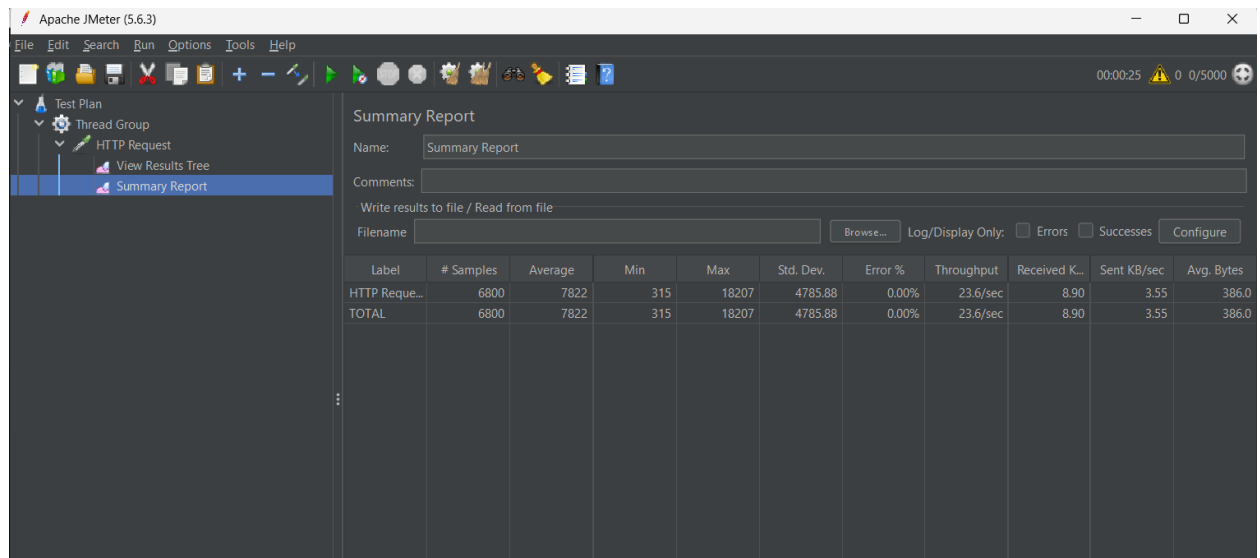 Apache JMeter (5.6.3)
File Edit Search Run Options Tools Help
00:00:25 0 0/5000
Test Plan
Thread Group
HTTP Request
View Results Tree
Summary Report
Summary Report
Name: Summary Report
Comments:
Write results to file / Read from file
Filename Browse... Log/Display Only: Errors Successes Configure
Label # Samples Average Min Max Std. Dev. Error % Throughput Received K... Sent KB/sec Avg. Bytes
HTTP Reque... 6800 7822 315 18207 4785.88 0.00% 23.6/sec 8.90 3.55 386.0
TOTAL 6800 7822 315 18207 4785.88 0.00% 23.6/sec 8.90 3.55 386.0